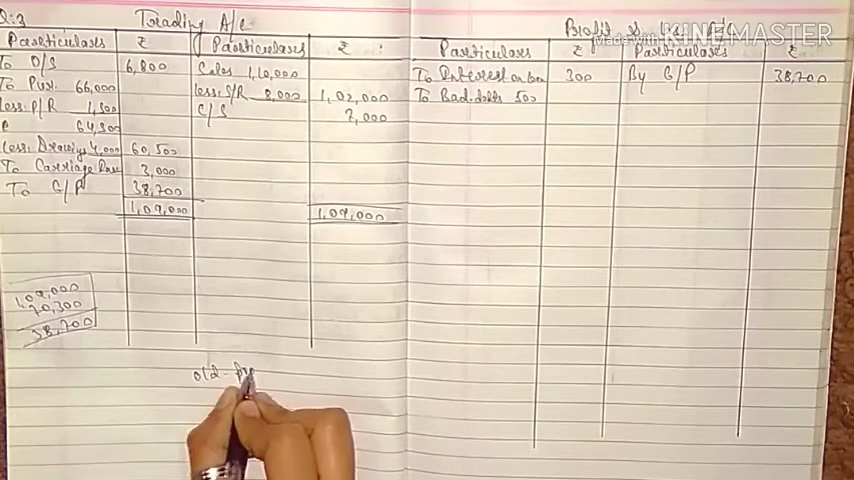 Q:3 Trading A/c
Particulars ₹ Particulars ₹
To O/S 6,800 Sales 1,10,000
To Pur. 66,000 less: S/R 8,000 1,02,000
less: P/R 1,500 C/S 7,000
64,500
Less: Drawings 4,000 60,500
To Carriage 3,000
To G/P 38,700
1,09,000 1,09,000
1,09,000
70,300
38,700
Old
Profit & A/c
Made with KINEMASTER
Particulars ₹ Particulars ₹
To Interest on loan 300 By G/P 38,700
To Bad debts 500